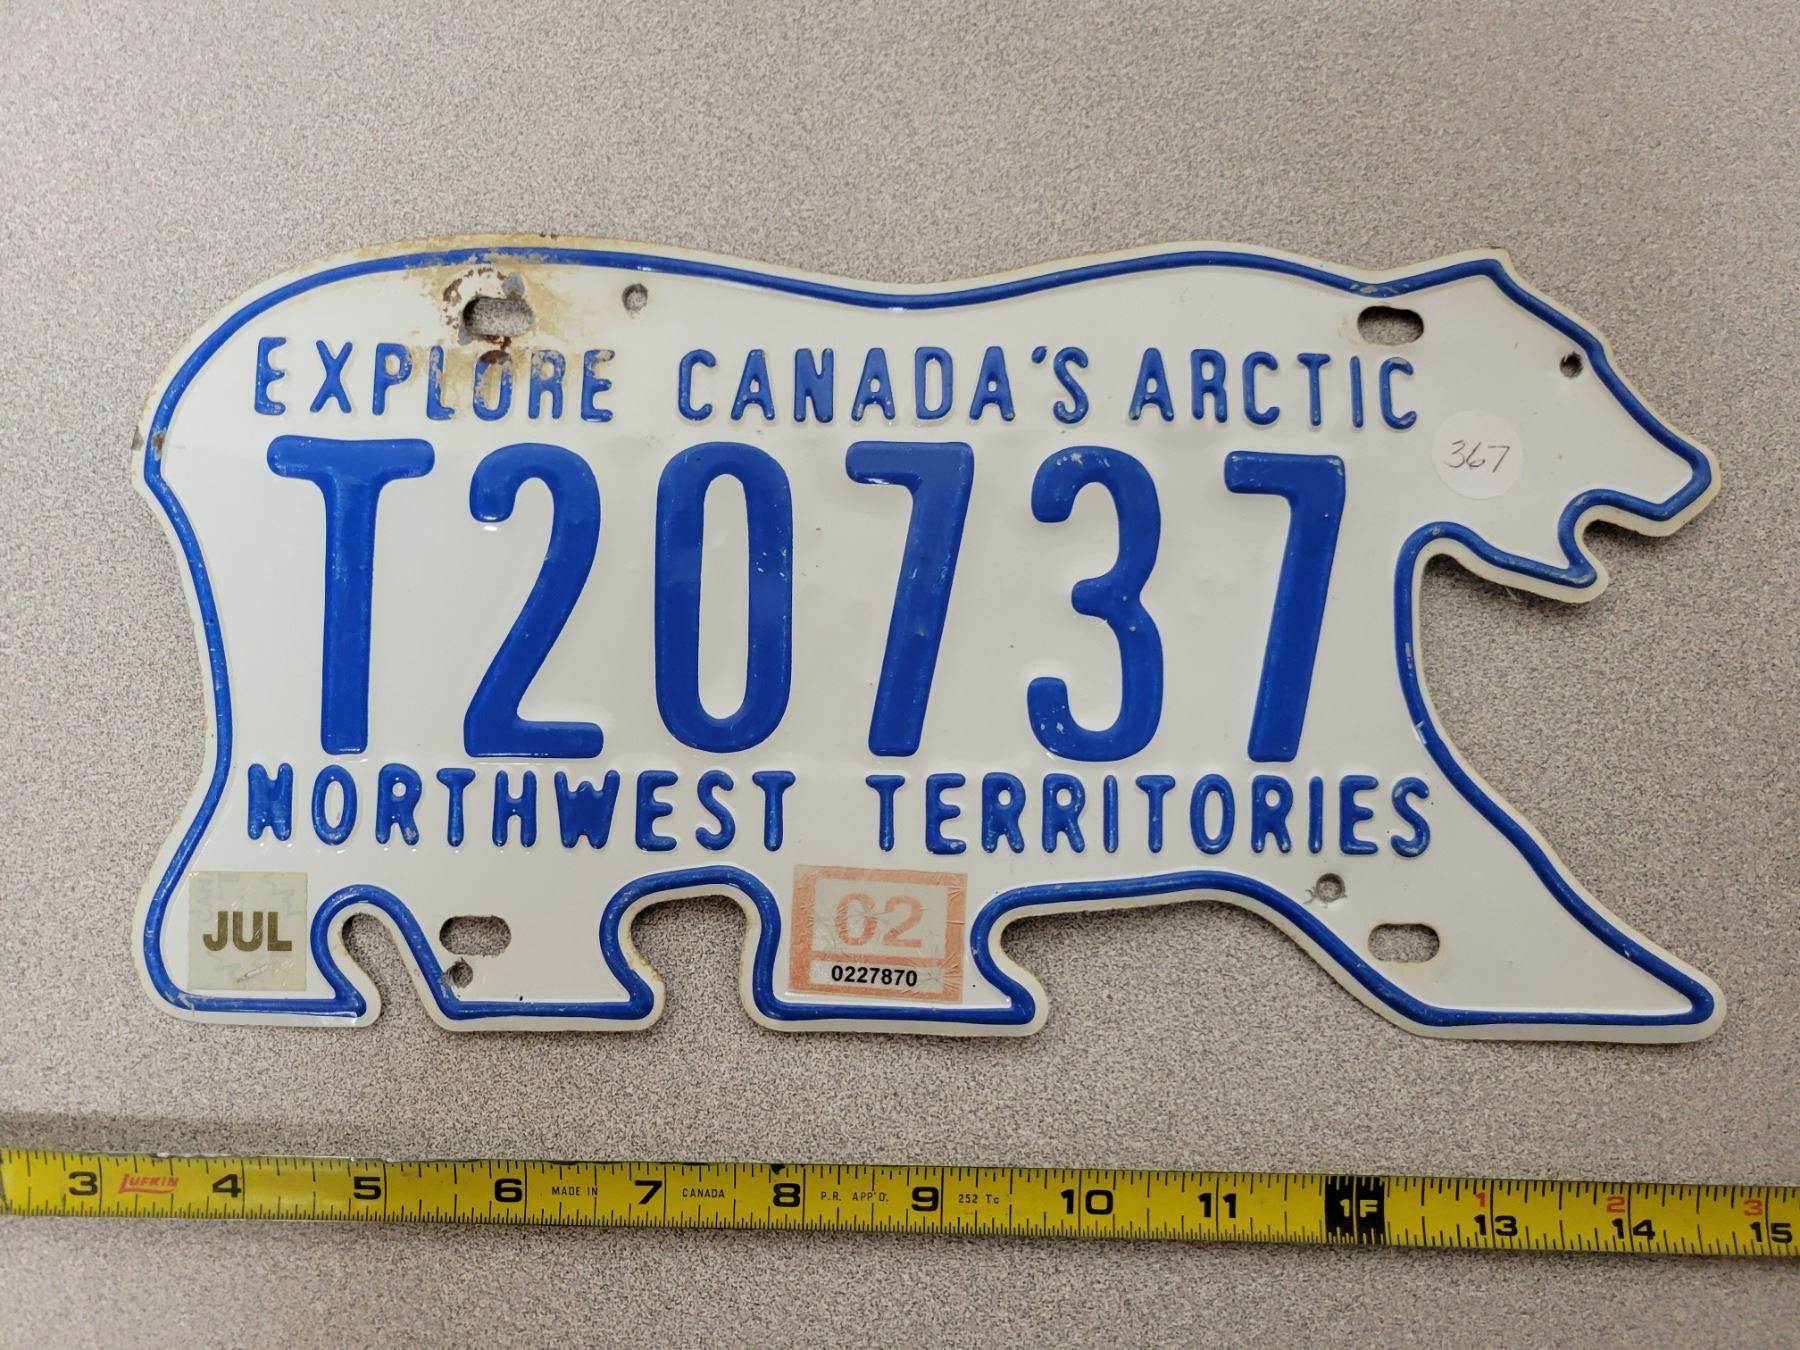 EXPLORE CANADA'S ARCTIC
367
T20737
NORTHWEST TERRITORIES
JUL
02
0227870
3 LUFKIN 4 5 6 MADE IN 7 CANADA 8 P.R. APP'D. 9 252 Tc 10 11 1F 1 13 2 14 3 15